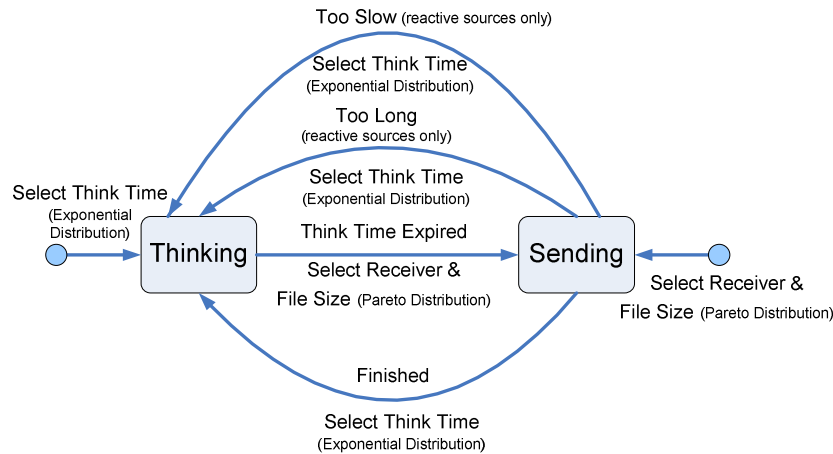 Too Slow (reactive sources only)
Select Think Time
(Exponential Distribution)
Too Long
(reactive sources only)
Select Think Time
(Exponential Distribution)
Select Think Time
(Exponential
Distribution)
Thinking
Think Time Expired
Select Receiver &
File Size (Pareto Distribution)
Sending
Select Receiver &
File Size (Pareto Distribution)
Finished
Select Think Time
(Exponential Distribution)